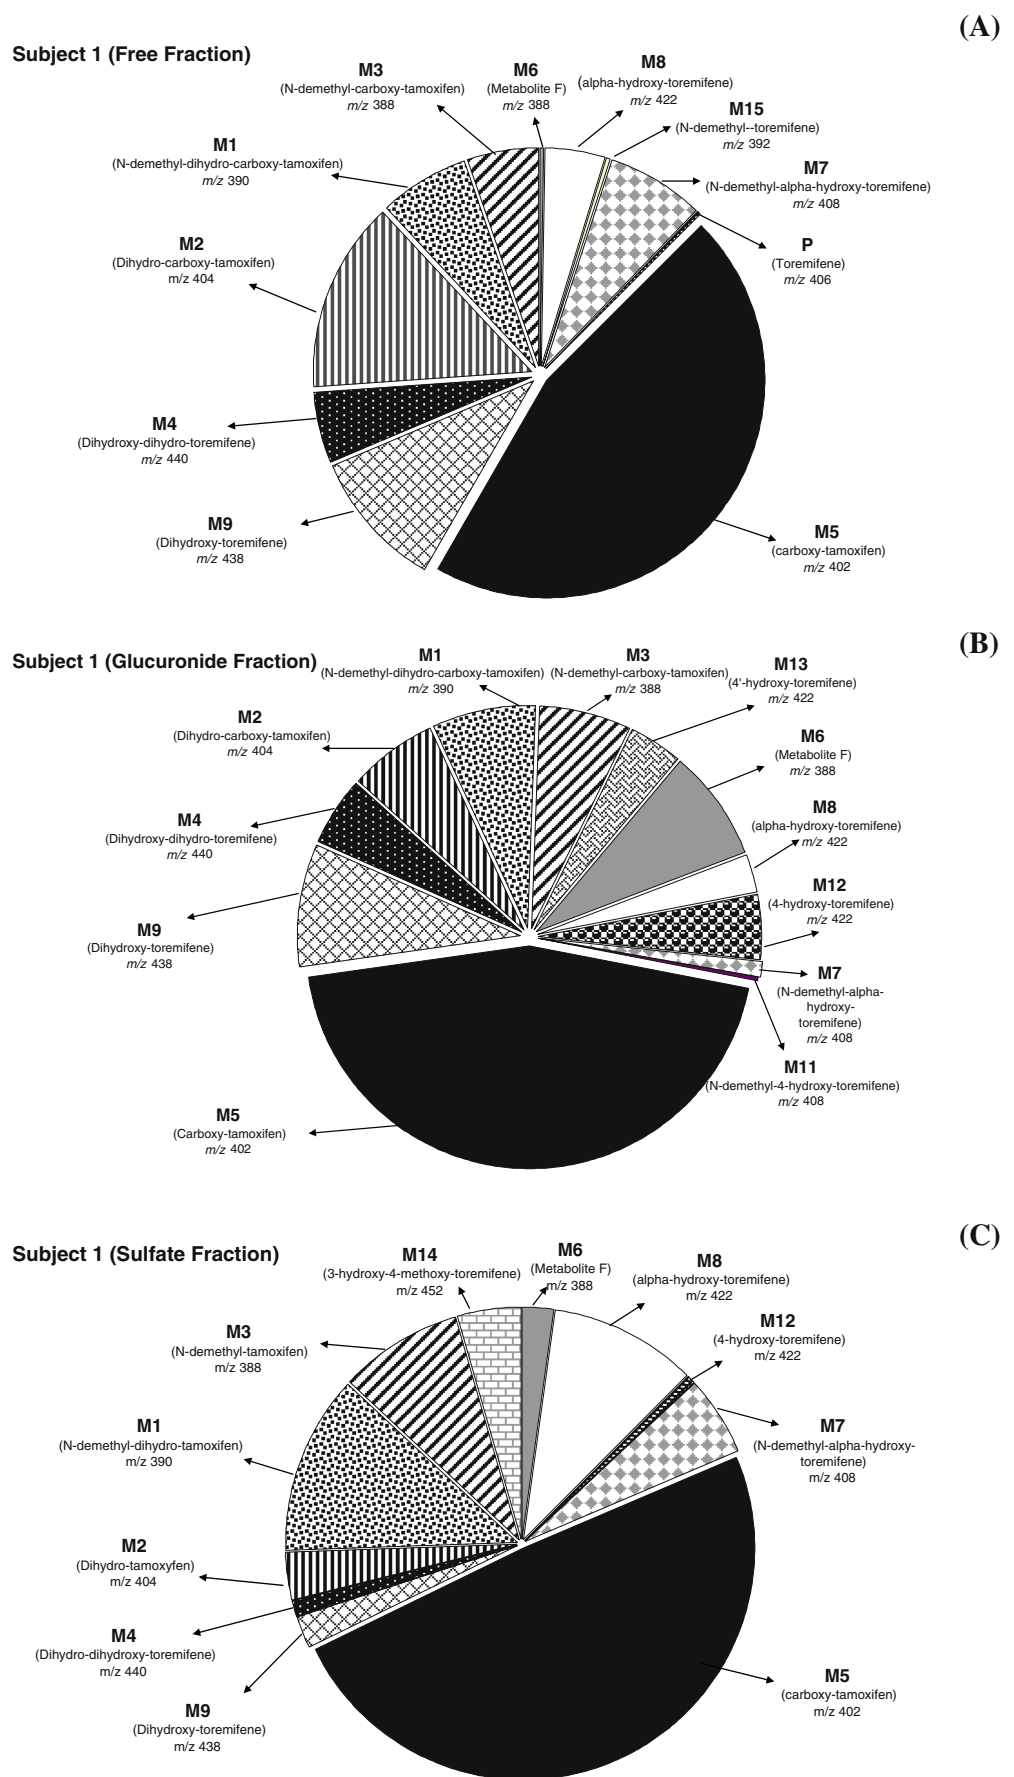 (A)
Subject 1 (Free Fraction)
M3
(N-demethyl-carboxy-tamoxifen)
m/z 388
M6
(Metabolite F)
m/z 388
M8
(alpha-hydroxy-toremifene)
m/z 422
M15
(N-demethyl--toremifene)
m/z 392
M1
(N-demethyl-dihydro-carboxy-tamoxifen)
m/z 390
M7
(N-demethyl-alpha-hydroxy-toremifene)
m/z 408
M2
(Dihydro-carboxy-tamoxifen)
m/z 404
P
(Toremifene)
m/z 406
M4
(Dihydroxy-dihydro-toremifene)
m/z 440
M9
(Dihydroxy-toremifene)
m/z 438
M5
(carboxy-tamoxifen)
m/z 402
(B)
Subject 1 (Glucuronide Fraction)
M1
(N-demethyl-dihydro-carboxy-tamoxifen)
m/z 390
M3
(N-demethyl-carboxy-tamoxifen)
m/z 388
M13
(4'-hydroxy-toremifene)
m/z 422
M2
(Dihydro-carboxy-tamoxifen)
m/z 404
M6
(Metabolite F)
m/z 388
M4
(Dihydroxy-dihydro-toremifene)
m/z 440
M8
(alpha-hydroxy-toremifene)
m/z 422
M12
(4-hydroxy-toremifene)
m/z 422
M9
(Dihydroxy-toremifene)
m/z 438
M7
(N-demethyl-alpha-
hydroxy-
toremifene)
m/z 408
M11
(N-demethyl-4-hydroxy-toremifene)
m/z 408
M5
(Carboxy-tamoxifen)
m/z 402
(C)
Subject 1 (Sulfate Fraction)
M14
(3-hydroxy-4-methoxy-toremifene)
m/z 452
M6
(Metabolite F)
m/z 388
M8
(alpha-hydroxy-toremifene)
m/z 422
M3
(N-demethyl-tamoxifen)
m/z 388
M12
(4-hydroxy-toremifene)
m/z 422
M1
(N-demethyl-dihydro-tamoxifen)
m/z 390
M7
(N-demethyl-alpha-hydroxy-
toremifene)
m/z 408
M2
(Dihydro-tamoxyfen)
m/z 404
M4
(Dihydro-dihydroxy-toremifene)
m/z 440
M5
(carboxy-tamoxifen)
m/z 402
M9
(Dihydroxy-toremifene)
m/z 438